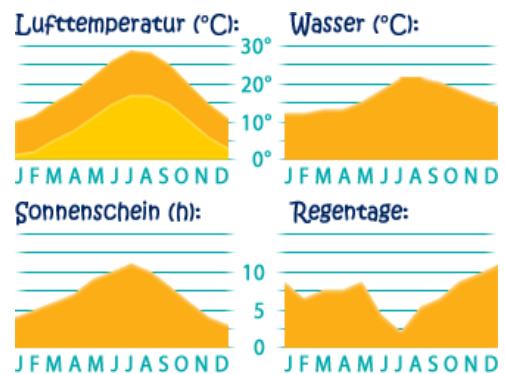 Lufttemperatur (°C):
Wasser (°C):
30°
20°
10°
0°
J F M A M J J A S O N D
J F M A M J J A S O N D
Sonnenschein (h):
Regentage:
10
5
0
J F M A M J J A S O N D
J F M A M J J A S O N D